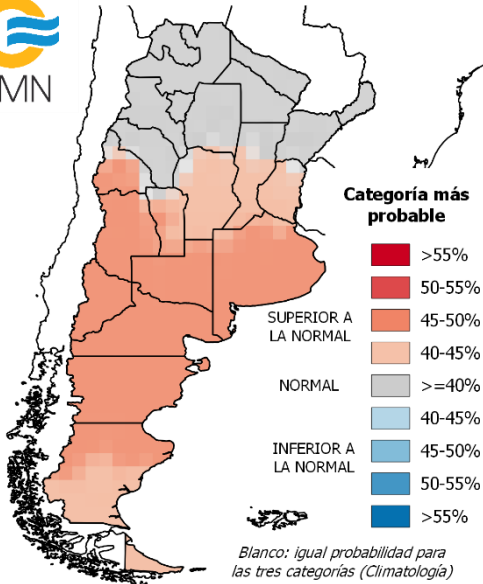 MN
Categoría más
probable
>55%
50-55%
SUPERIOR A
LA NORMAL
45-50%
40-45%
NORMAL
>=40%
40-45%
INFERIOR A
LA NORMAL
45-50%
50-55%
>55%
Blanco: igual probabilidad para
las tres categorías (Climatología)